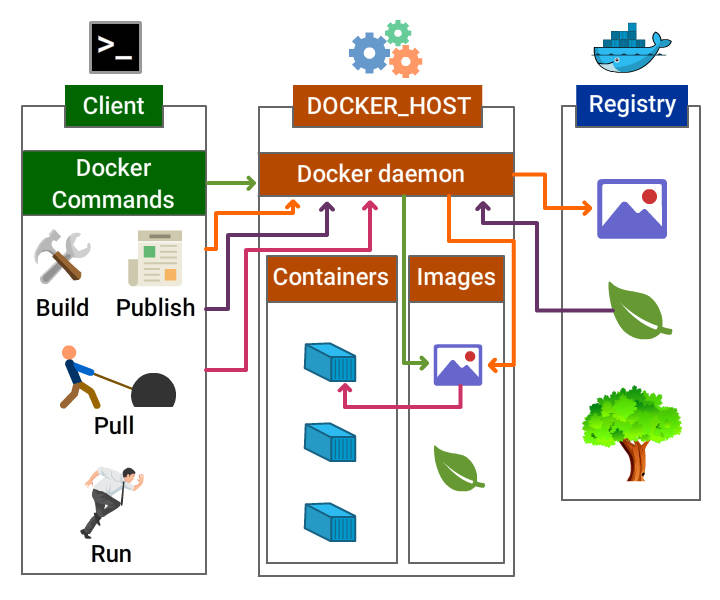 >_
Client
DOCKER_HOST
Registry
Docker
Commands
Docker daemon
Build
Publish
Containers
Images
Pull
Run